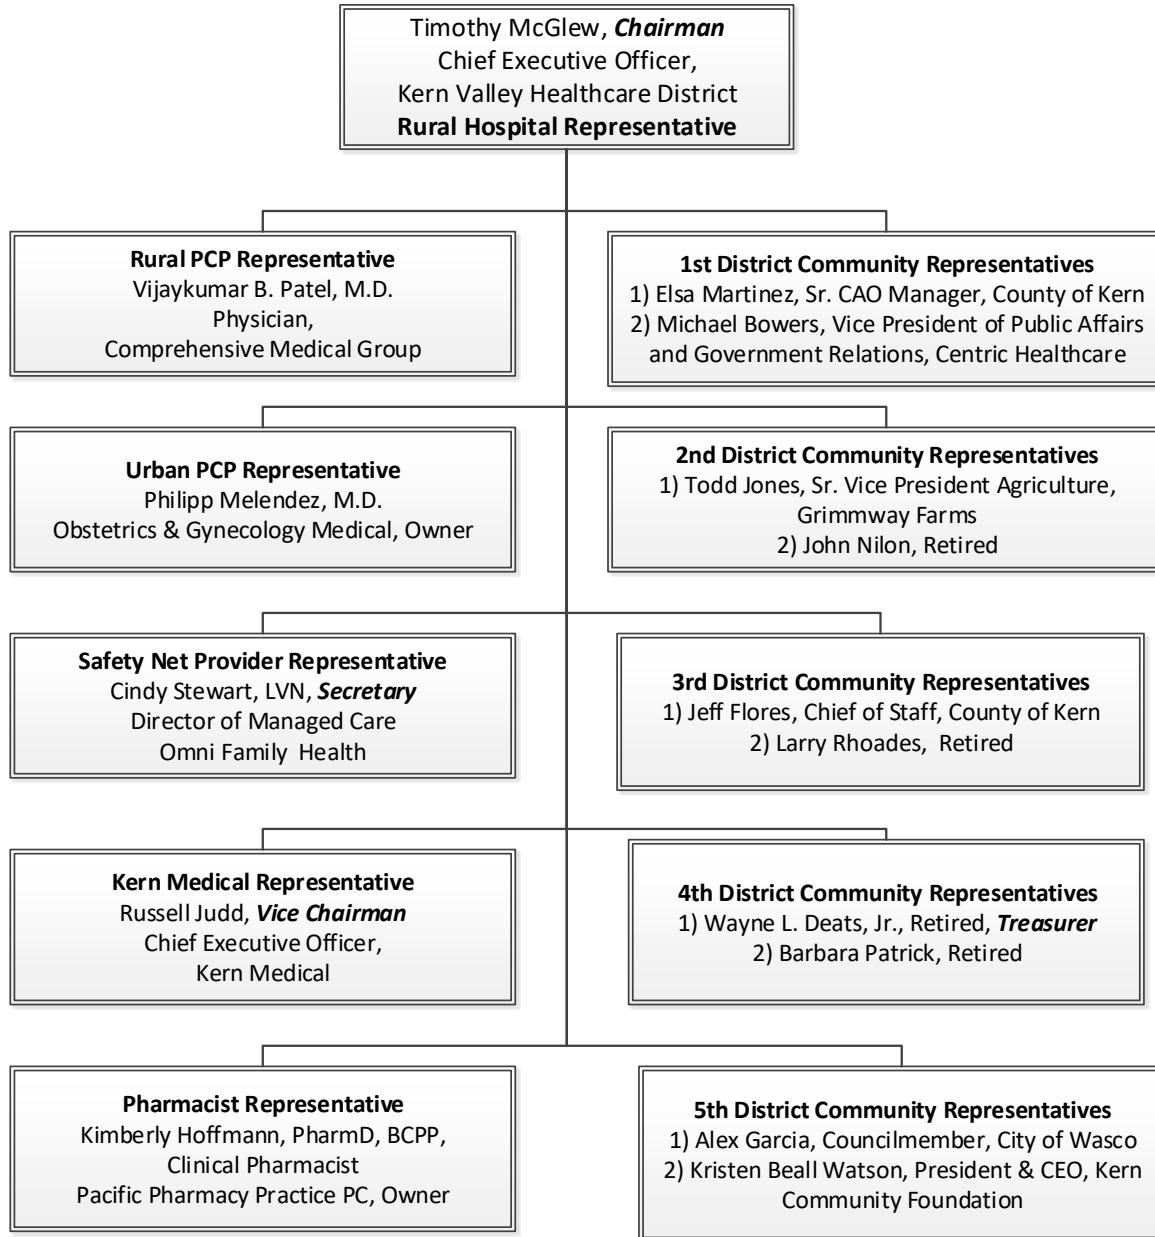 Timothy McGlew, Chairman
Chief Executive Officer,
Kern Valley Healthcare District
Rural Hospital Representative
Rural PCP Representative
Vijaykumar B. Patel, M.D.
Physician,
Comprehensive Medical Group
1st District Community Representatives
1) Elsa Martinez, Sr. CAO Manager, County of Kern
2) Michael Bowers, Vice President of Public Affairs
and Government Relations, Centric Healthcare
Urban PCP Representative
Philipp Melendez, M.D.
Obstetrics & Gynecology Medical, Owner
2nd District Community Representatives
1) Todd Jones, Sr. Vice President Agriculture,
Grimmway Farms
2) John Nilon, Retired
Safety Net Provider Representative
Cindy Stewart, LVN, Secretary
Director of Managed Care
Omni Family Health
3rd District Community Representatives
1) Jeff Flores, Chief of Staff, County of Kern
2) Larry Rhoades, Retired
Kern Medical Representative
Russell Judd, Vice Chairman
Chief Executive Officer,
Kern Medical
4th District Community Representatives
1) Wayne L. Deats, Jr., Retired, Treasurer
2) Barbara Patrick, Retired
Pharmacist Representative
Kimberly Hoffmann, PharmD, BCPP,
Clinical Pharmacist
Pacific Pharmacy Practice PC, Owner
5th District Community Representatives
1) Alex Garcia, Councilmember, City of Wasco
2) Kristen Beall Watson, President & CEO, Kern
Community Foundation